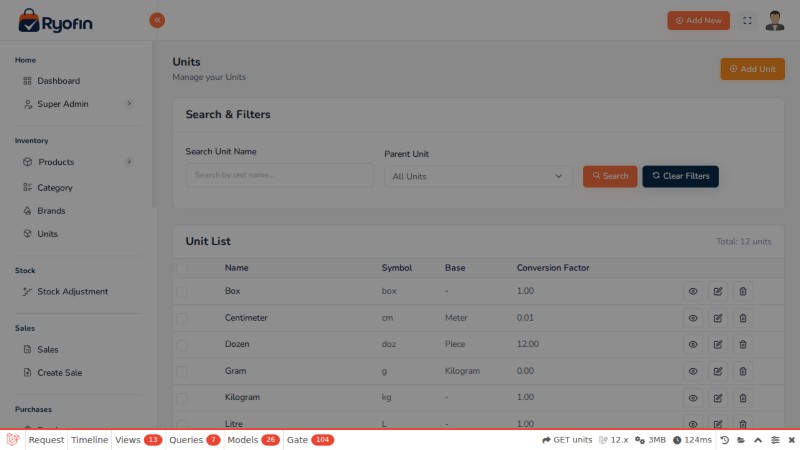 Ryofin
Add New
Home
Dashboard
Super Admin
Inventory
Products
Category
Brands
Units
Stock
Stock Adjustment
Sales
Sales
Create Sale
Purchases
Units
Manage your Units
Add Unit
Search & Filters
Search Unit Name
Parent Unit
Search by unit name...
All Units
Search
Clear Filters
Unit List
Total: 12 units
Name Symbol Base Conversion Factor
Box box - 1.00
Centimeter cm Meter 0.01
Dozen doz Piece 12.00
Gram g Kilogram 0.00
Kilogram kg - 1.00
Litre L - 1.00
Request Timeline Views 13 Queries 7 Models 26 Gate 104 GET units 12.x 3MB 124ms